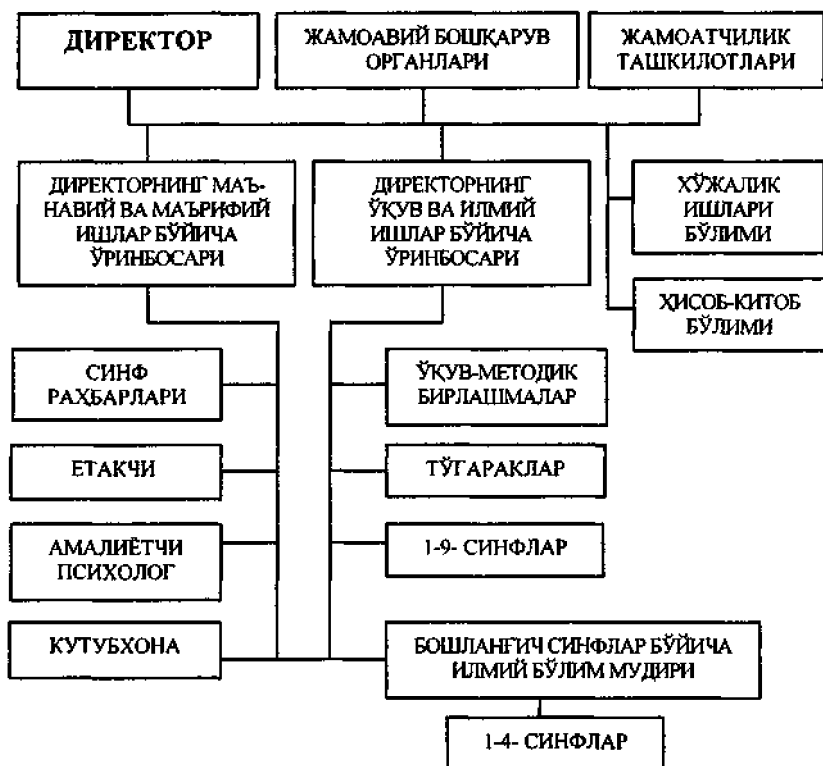 ДИРЕКТОР
ЖАМОАВИЙ БОШҚАРУВ
ОРГАНЛАРИ
ЖАМОАТЧИЛИК
ТАШКИЛОТЛАРИ
ДИРЕКТОРНИНГ МАЪ-
НАВИЙ ВА МАЪРИФИЙ
ИШЛАР БЎЙИЧА
ЎРИНБОСАРИ
ДИРЕКТОРНИНГ
ЎҚУВ ВА ИЛМИЙ
ИШЛАР БЎЙИЧА
ЎРИНБОСАРИ
ХЎЖАЛИК
ИШЛАРИ
БЎЛИМИ
ҲИСОБ-КИТОБ
БЎЛИМИ
СИНФ
РАҲБАРЛАРИ
ЎҚУВ-МЕТОДИК
БИРЛАШМАЛАР
ЕТАКЧИ
ТЎГАРАКЛАР
АМАЛИЁТЧИ
ПСИХОЛОГ
1-9- СИНФЛАР
КУТУБХОНА
БОШЛАНҒИЧ СИНФЛАР БЎЙИЧА
ИЛМИЙ БЎЛИМ МУДИРИ
1-4- СИНФЛАР